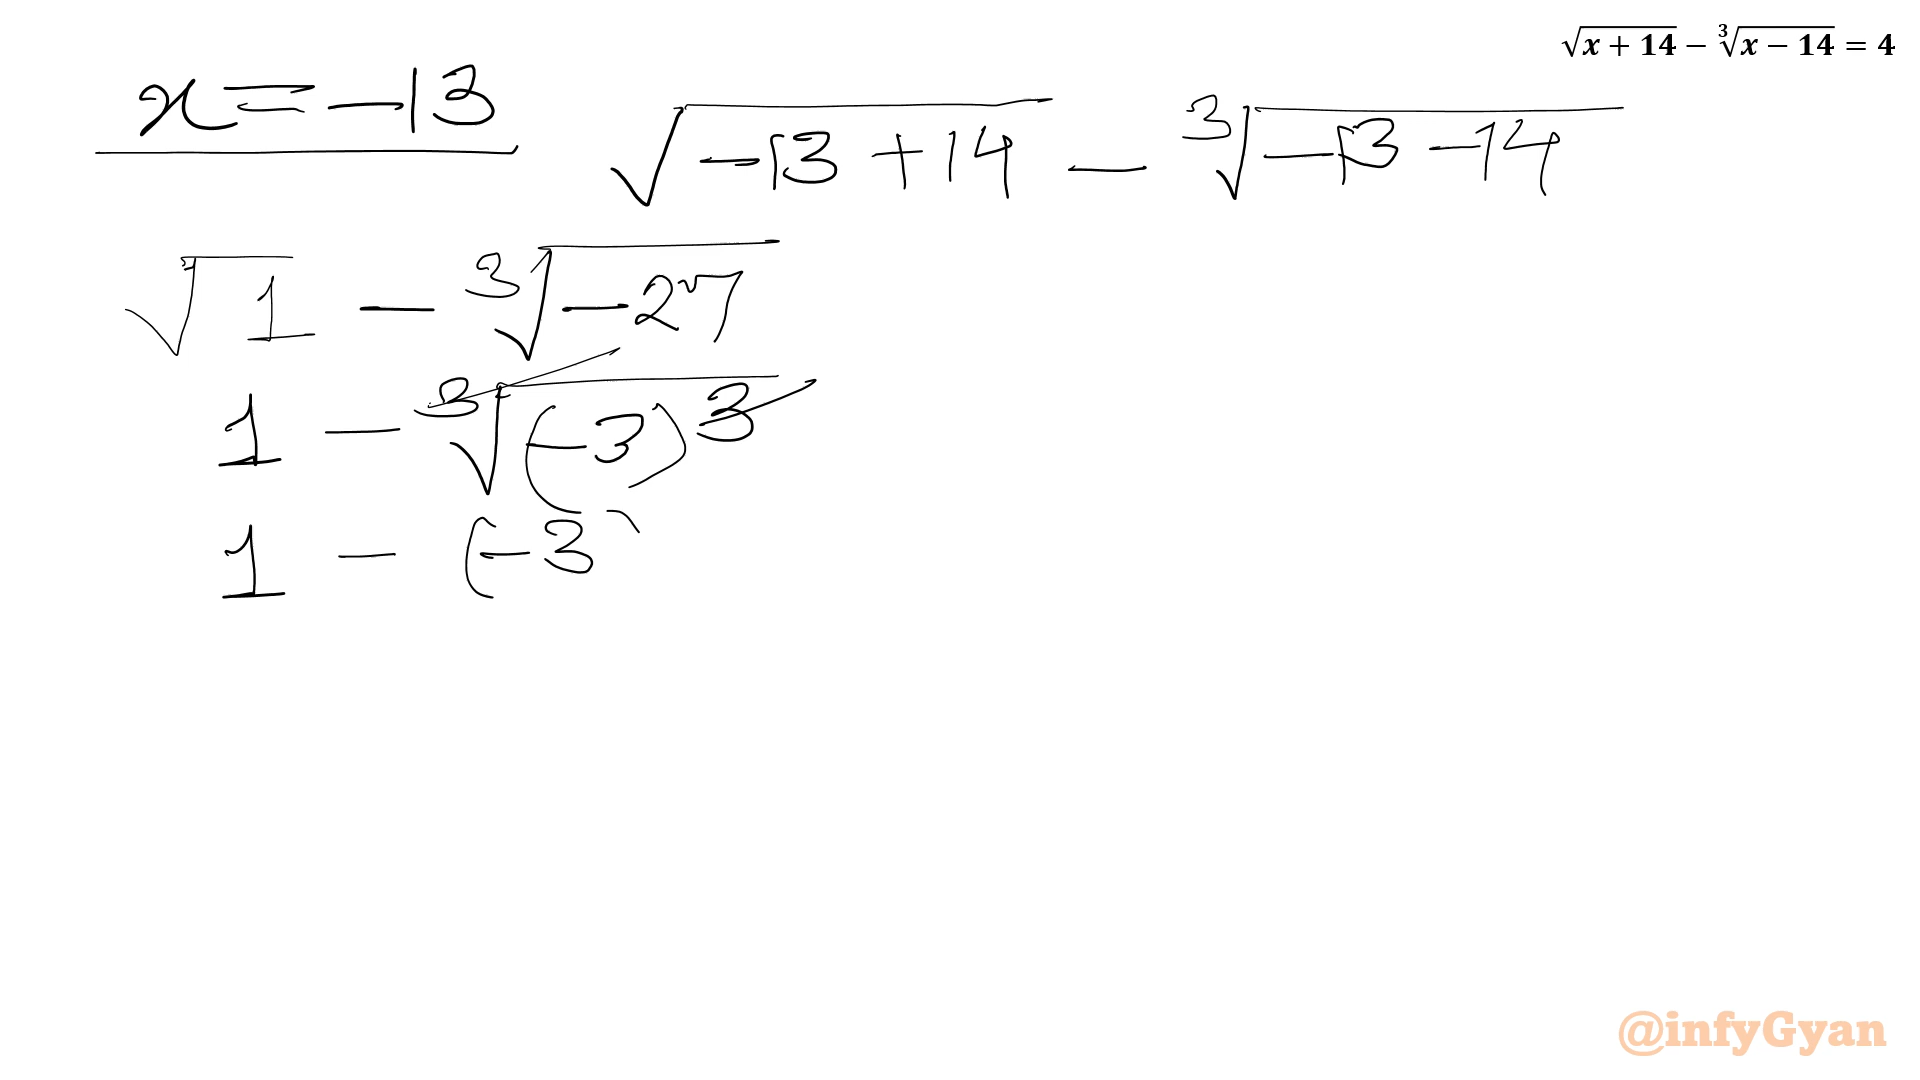 √x + 14 − ∛x − 14 = 4
x = −13
√−13 + 14 − ∛−13 − 14
√1 − ∛−27
1 − ∛(−3)³
1 − (−3)
@infyGyan